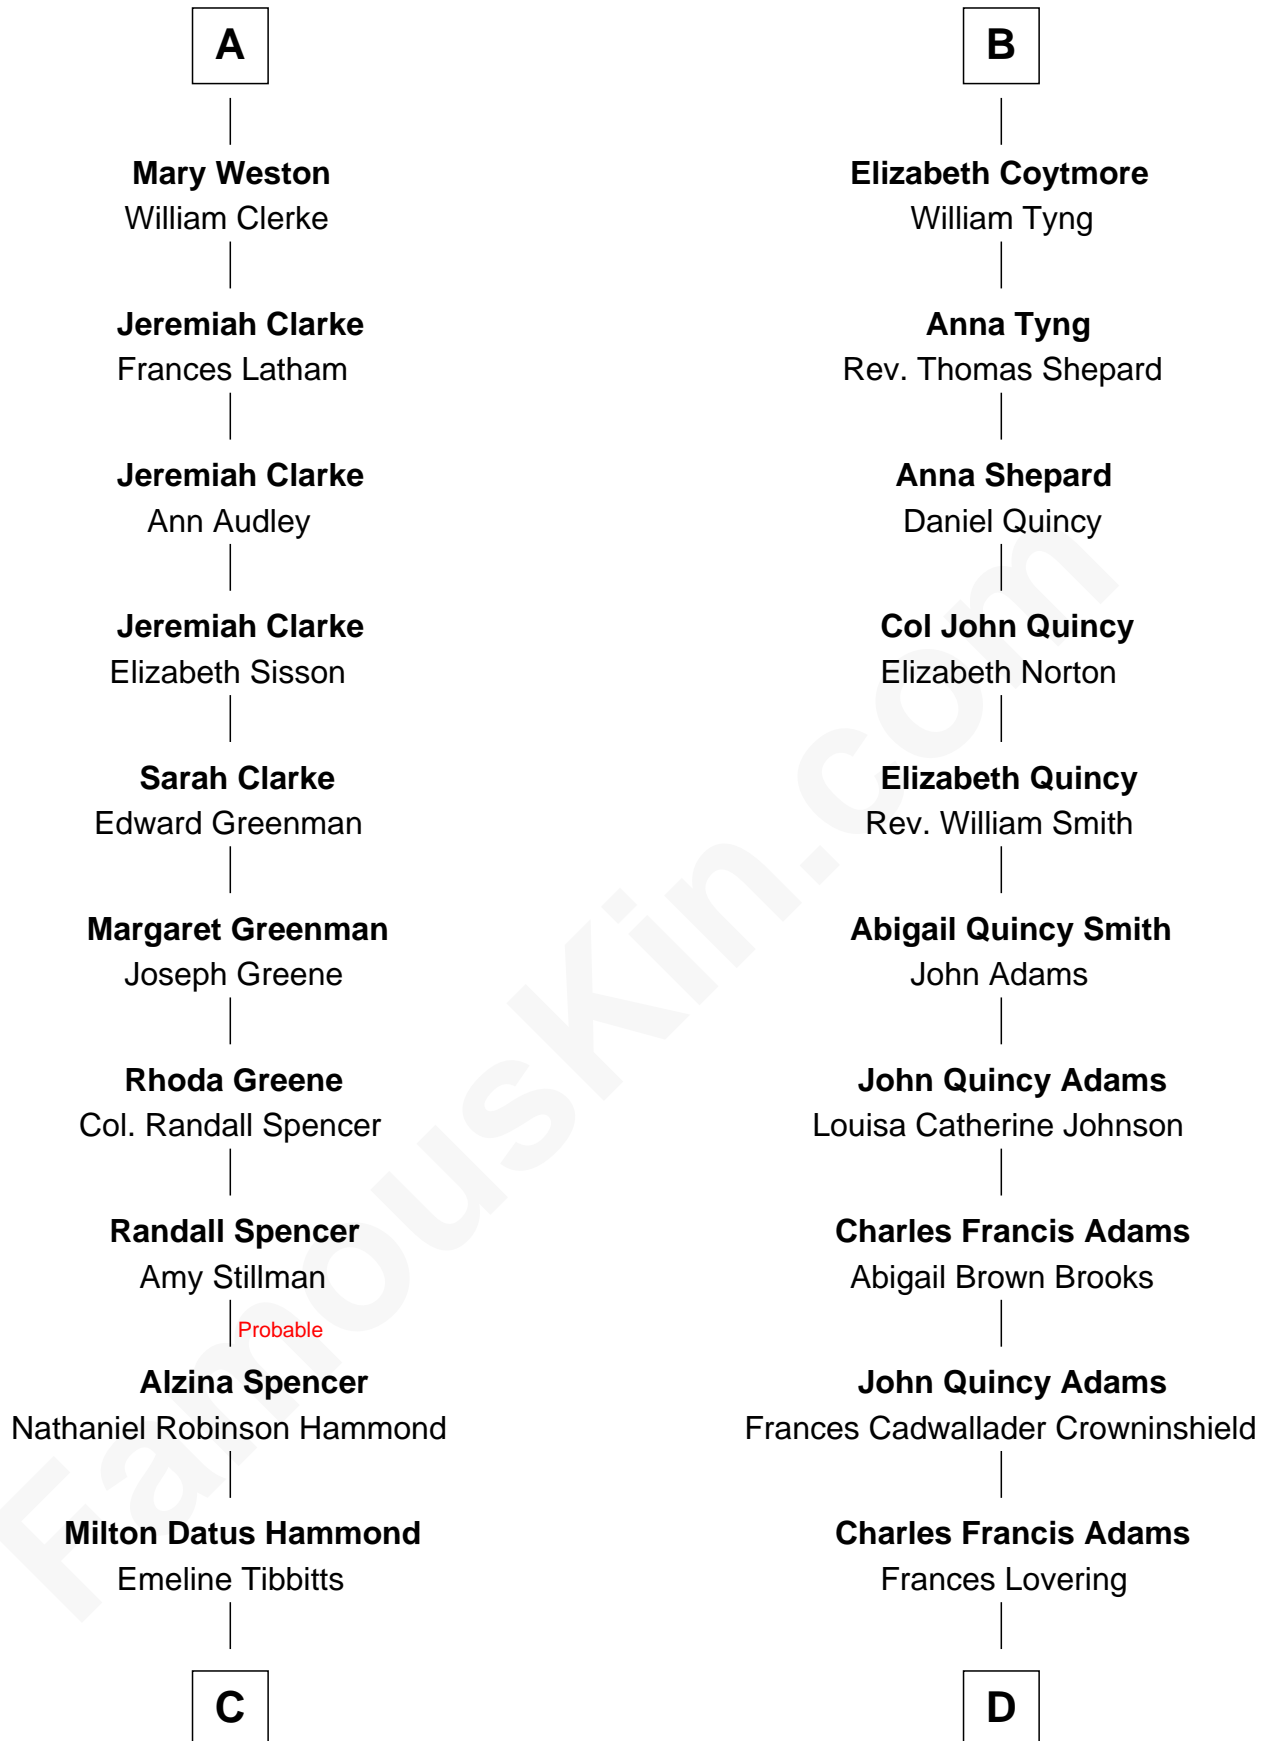 A
Mary Weston
William Clerke
Jeremiah Clarke
Frances Latham
Jeremiah Clarke
Ann Audley
Jeremiah Clarke
Elizabeth Sisson
Sarah Clarke
Edward Greenman
Margaret Greenman
Joseph Greene
Rhoda Greene
Col. Randall Spencer
Randall Spencer
Amy Stillman
Probable
Alzina Spencer
Nathaniel Robinson Hammond
Milton Datus Hammond
Emeline Tibbitts
C
B
Elizabeth Coytmore
William Tyng
Anna Tyng
Rev. Thomas Shepard
Anna Shepard
Daniel Quincy
Col John Quincy
Elizabeth Norton
Elizabeth Quincy
Rev. William Smith
Abigail Quincy Smith
John Adams
John Quincy Adams
Louisa Catherine Johnson
Charles Francis Adams
Abigail Brown Brooks
John Quincy Adams
Frances Cadwallader Crowninshield
Charles Francis Adams
Frances Lovering
D
FamousKin.com